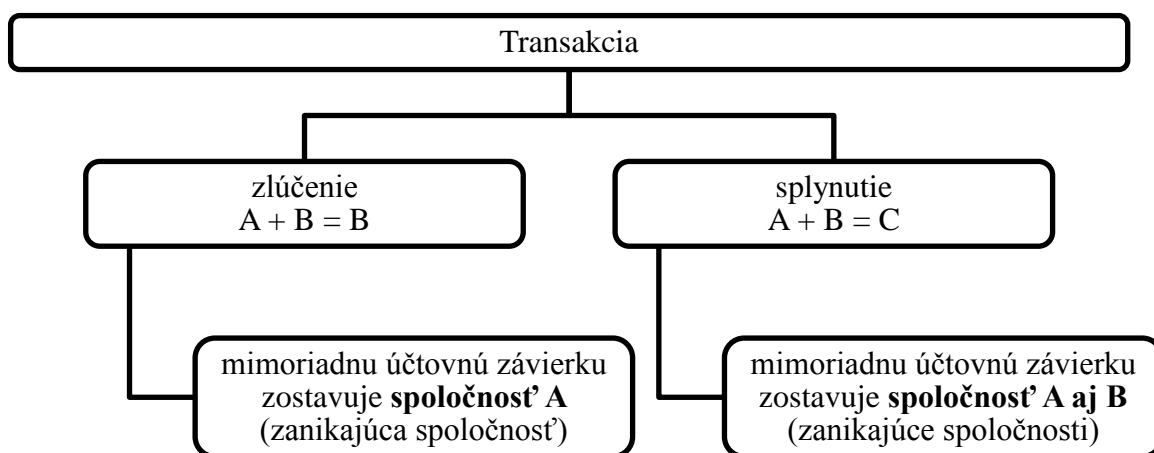 Transakcia
zlúčenie
A + B = B
splynutie
A + B = C
mimoriadnu účtovnú závierku
zostavuje spoločnosť A
(zanikajúca spoločnosť)
mimoriadnu účtovnú závierku
zostavuje spoločnosť A aj B
(zanikajúce spoločnosti)